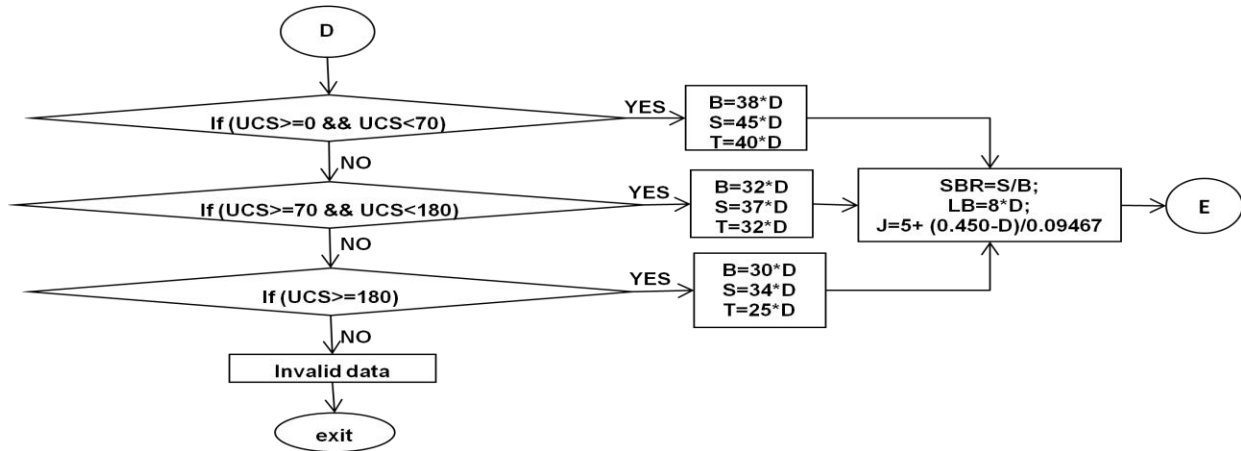 D
If (UCS>=0 && UCS<70)
YES
B=38*D
S=45*D
T=40*D
NO
If (UCS>=70 && UCS<180)
YES
B=32*D
S=37*D
T=32*D
SBR=S/B;
LB=8*D;
J=5+ (0.450-D)/0.09467
E
NO
If (UCS>=180)
YES
B=30*D
S=34*D
T=25*D
NO
Invalid data
exit